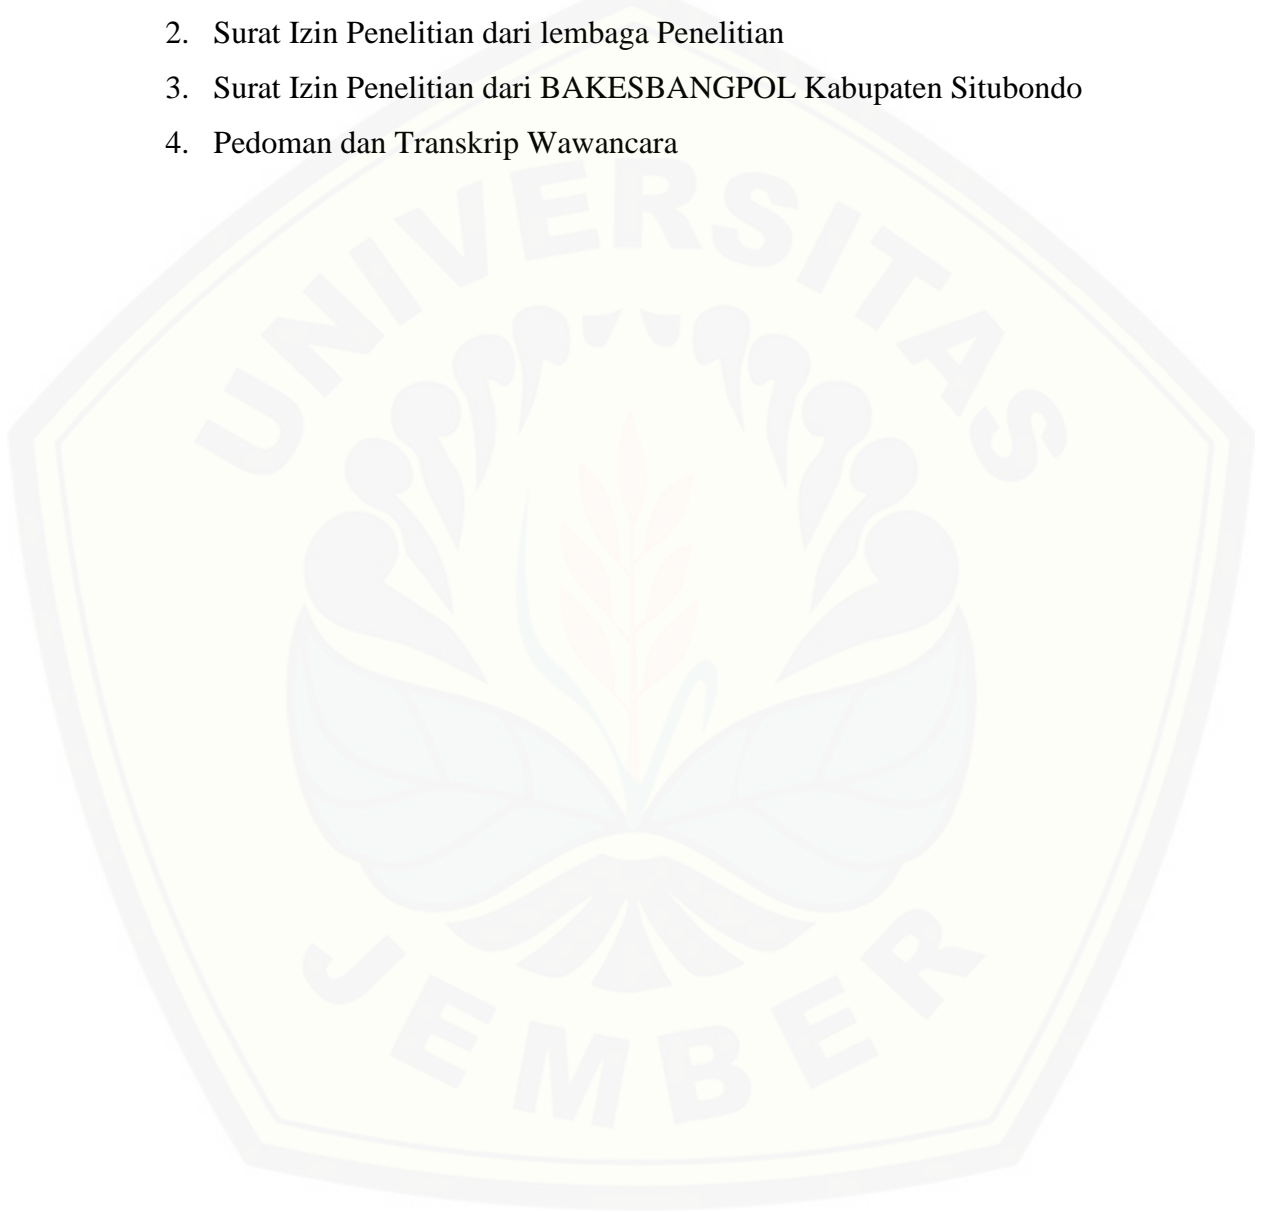 2. Surat Izin Penelitian dari lembaga Penelitian
3. Surat Izin Penelitian dari BAKESBANGPOL Kabupaten Situbondo
4. Pedoman dan Transkrip Wawancara
UNIVERSITAS
JEMBER